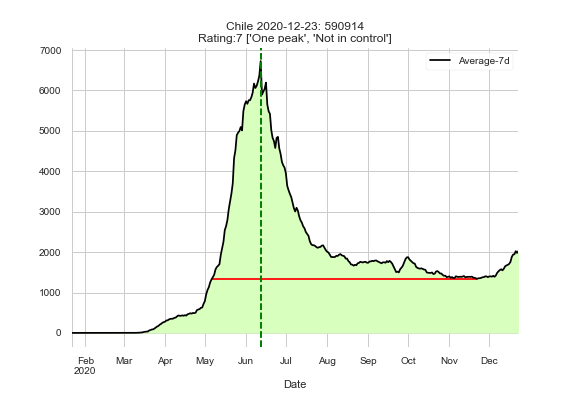 Chile 2020-12-23: 590914
Rating:7 ['One peak', 'Not in control']
Average-7d
7000
6000
5000
4000
3000
2000
1000
0
Feb Mar Apr May Jun Jul Aug Sep Oct Nov Dec
2020
Date